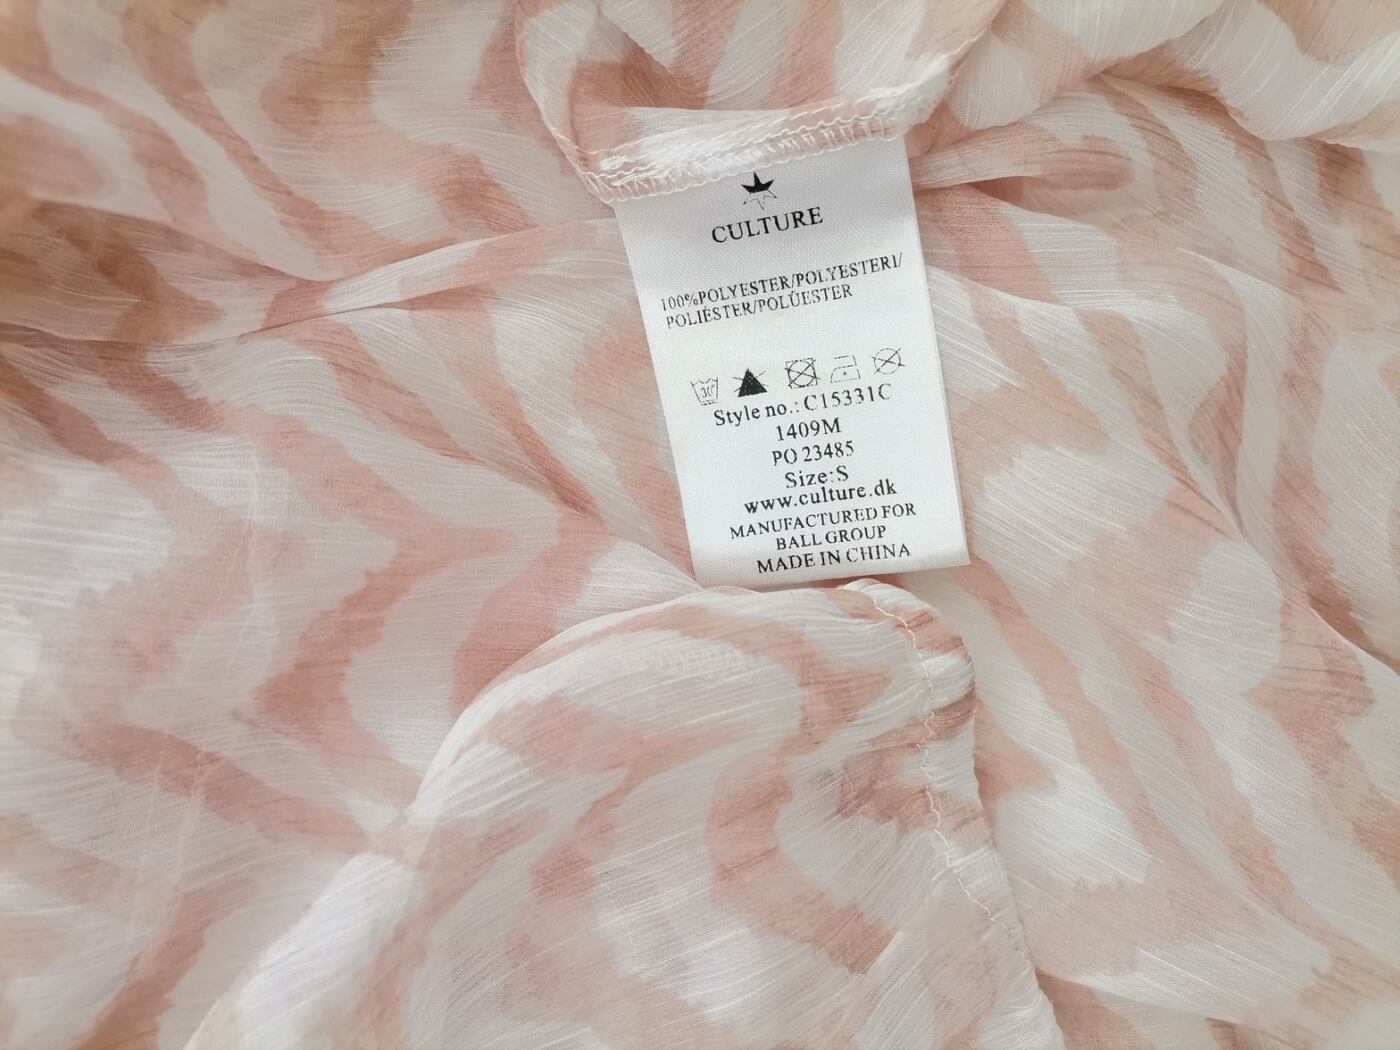 CULTURE
100%POLYESTER/POLYESTERI/
POLIÉSTER/POLÜESTER
30°
Style no.: C15331C
1409M
PO 23485
Size:S
www.culture.dk
MANUFACTURED FOR
BALL GROUP
MADE IN CHINA